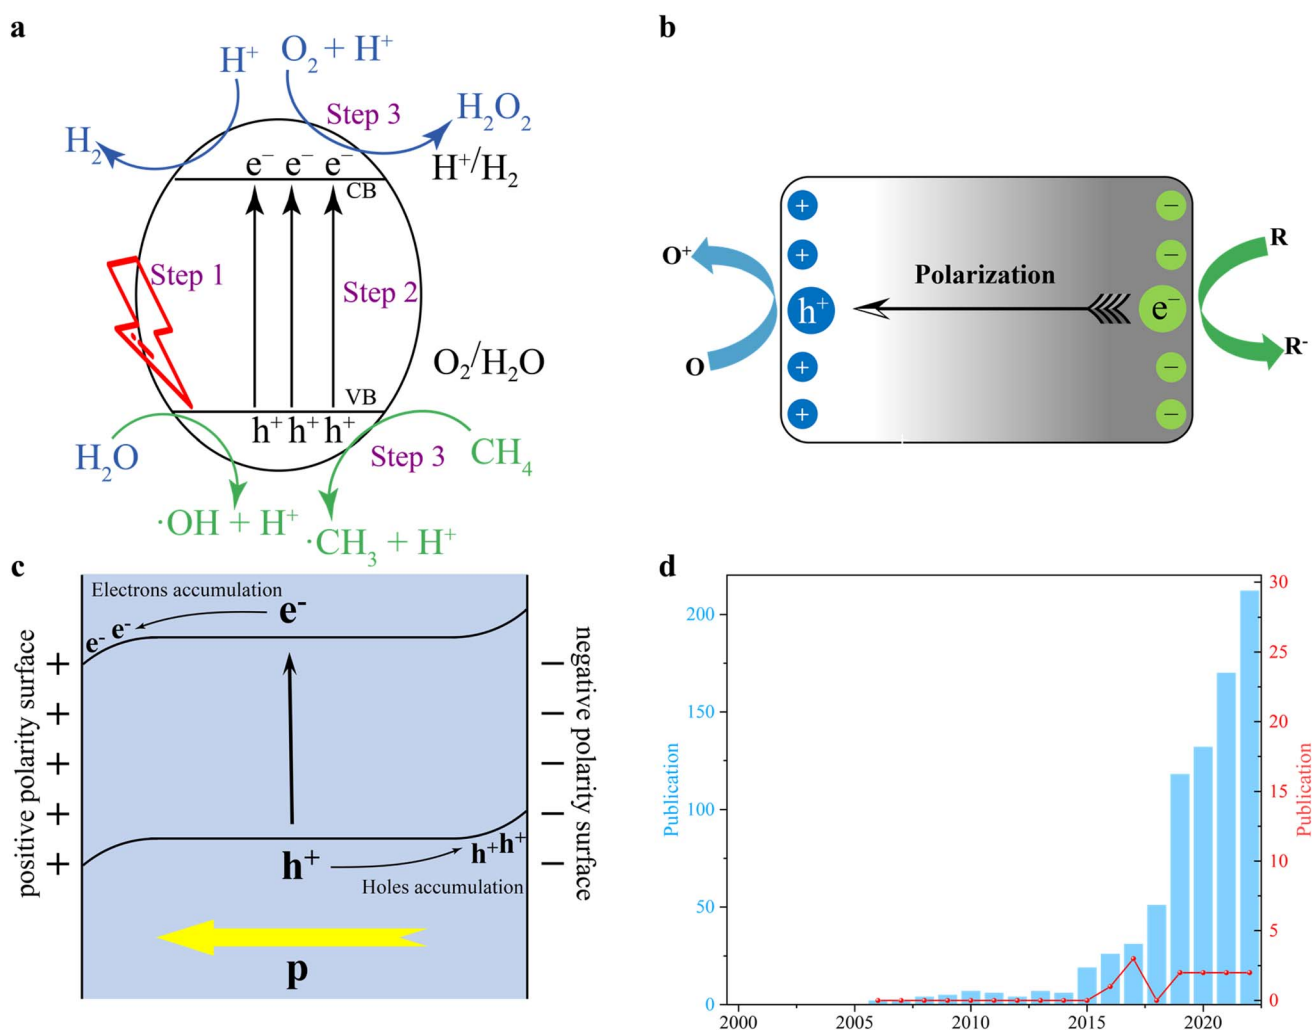 a
H⁺
O₂ + H⁺
Step 3
H₂O₂
H₂
H⁺/H₂
e⁻ e⁻ e⁻
CB
Step 1
Step 2
O₂/H₂O
VB
h⁺ h⁺ h⁺
H₂O
Step 3
CH₄
·OH + H⁺
·CH₃ + H⁺
b
+ −
+ −
O⁺
R
Polarization
h⁺ e⁻
O
R⁻
+ −
+ −
c
Electrons accumulation
e⁻
e⁻ e⁻
positive polarity surface
+ + + + +
negative polarity surface
− − − − −
h⁺
h⁺h⁺
Holes accumulation
p
d
Publication
200
150
100
50
0
2000 2005 2010 2015 2020
30
25
20
15
10
5
0
Publication